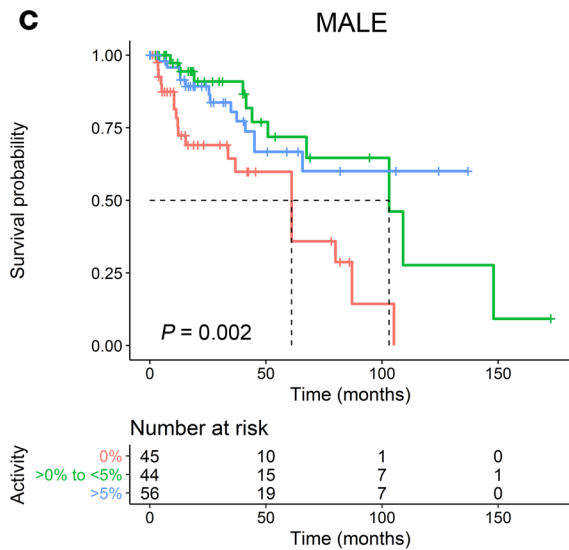 C
MALE
1.00
0.75
0.50
0.25
0.00
Survival probability
P = 0.002
0 50 100 150
Time (months)
Number at risk
Activity
0% 45 10 1 0
>0% to <5% 44 15 7 1
>5% 56 19 7 0
0 50 100 150
Time (months)